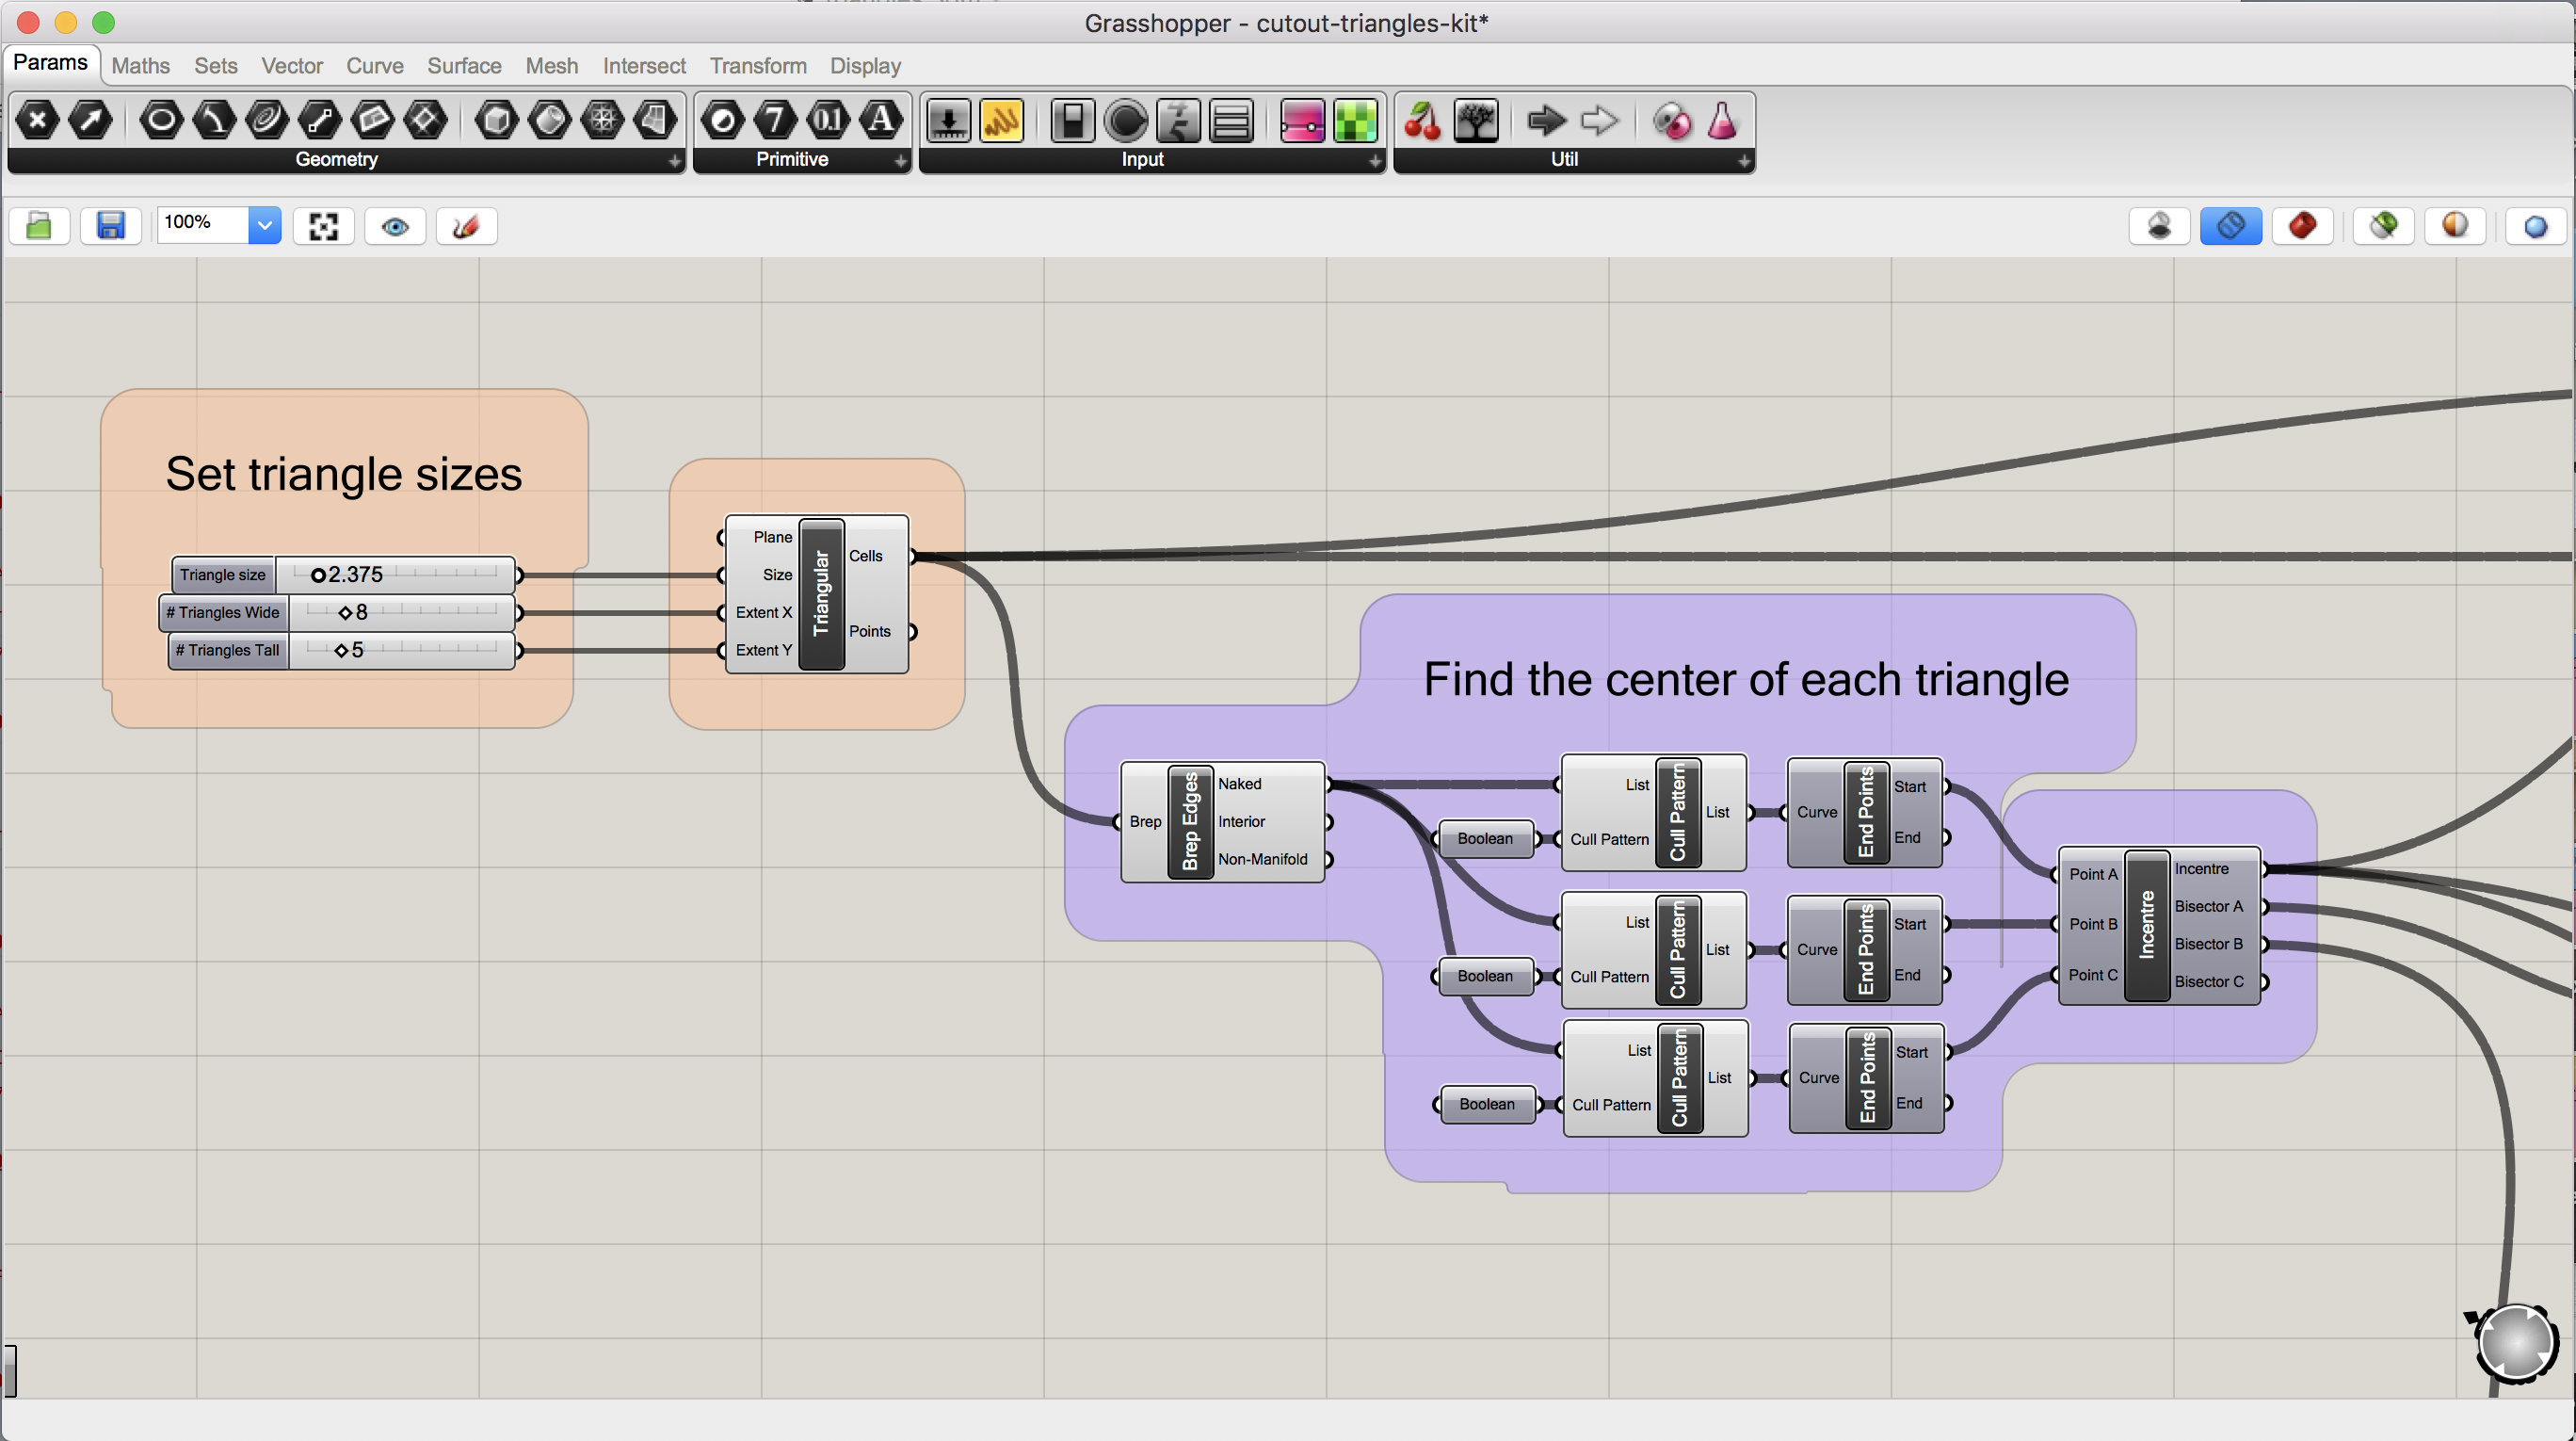 Grasshopper - cutout-triangles-kit*
Params Maths Sets Vector Curve Surface Mesh Intersect Transform Display
7 0.1 A
Geometry Primitive Input Util
100%
Set triangle sizes
Triangle size 2.375
# Triangles Wide 8
# Triangles Tall 5
Plane
Size
Extent X
Extent Y
Triangular
Cells
Points
Find the center of each triangle
Brep
Brep Edges
Naked
Interior
Non-Manifold
Boolean
List
Cull Pattern
Cull Pattern
List
Curve
End Points
Start
End
Boolean
List
Cull Pattern
Cull Pattern
List
Curve
End Points
Start
End
Boolean
List
Cull Pattern
Cull Pattern
List
Curve
End Points
Start
End
Point A
Point B
Point C
Incentre
Incentre
Bisector A
Bisector B
Bisector C